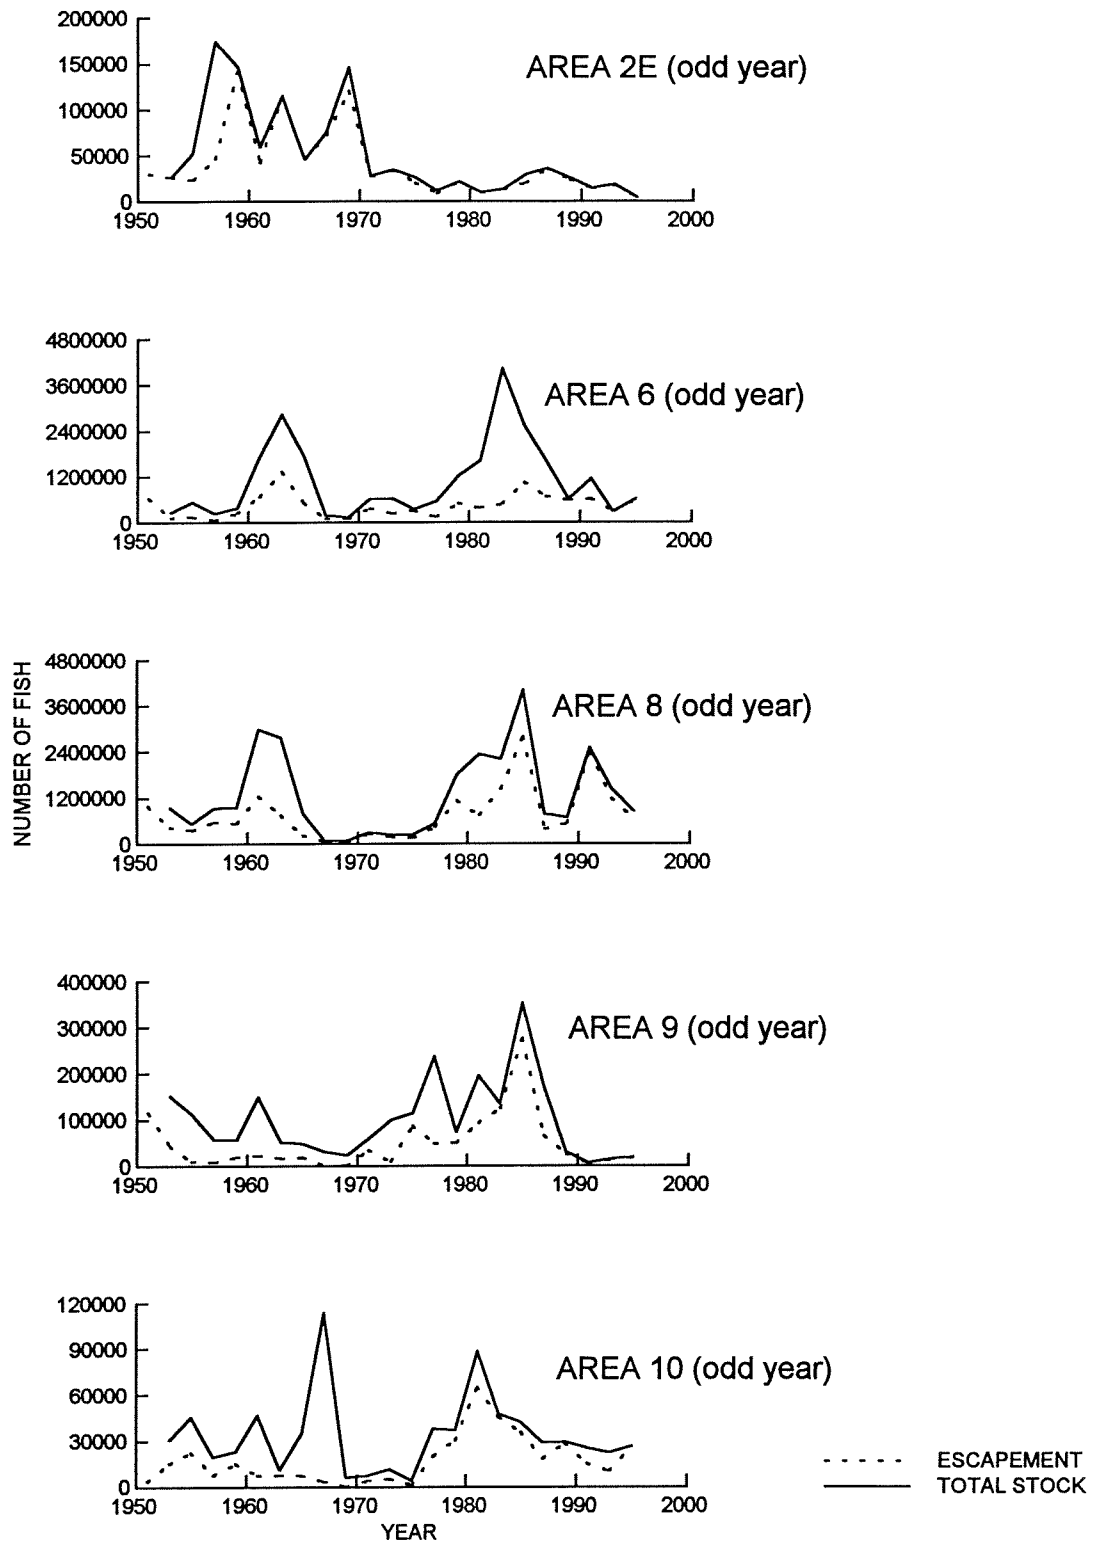 200000
150000
100000
50000
0
AREA 2E (odd year)
1950 1960 1970 1980 1990 2000
4800000
3600000
2400000
1200000
0
AREA 6 (odd year)
1950 1960 1970 1980 1990 2000
NUMBER OF FISH
4800000
3600000
2400000
1200000
0
AREA 8 (odd year)
1950 1960 1970 1980 1990 2000
400000
300000
200000
100000
0
AREA 9 (odd year)
1950 1960 1970 1980 1990 2000
120000
90000
60000
30000
0
AREA 10 (odd year)
1950 1960 1970 1980 1990 2000
YEAR
ESCAPEMENT
TOTAL STOCK